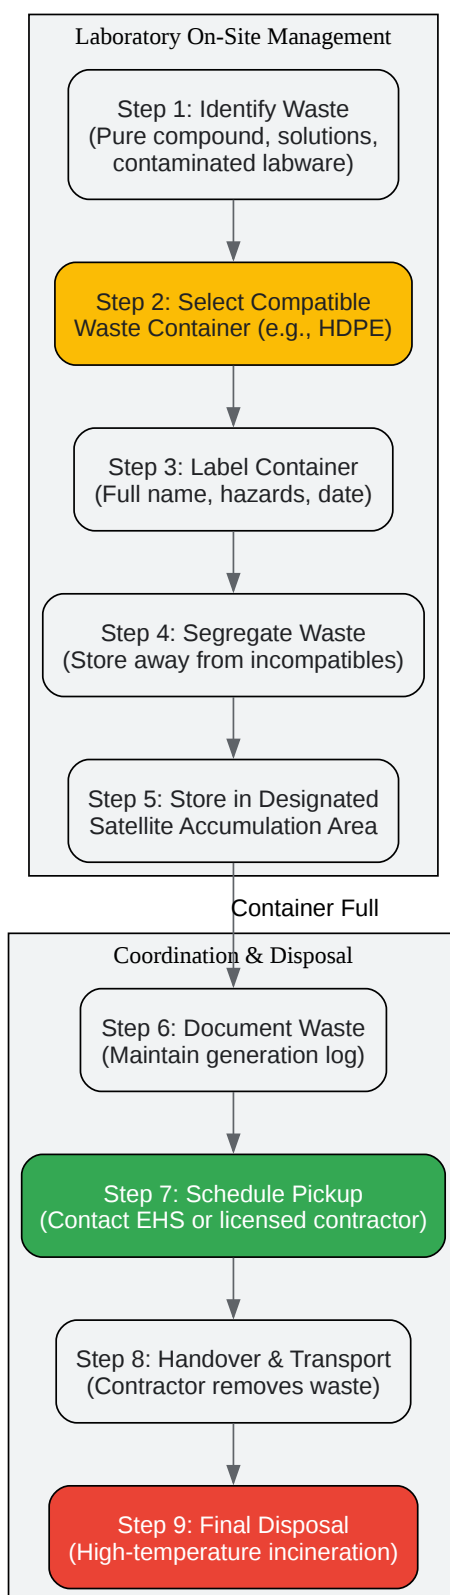 Laboratory On-Site Management
Step 1: Identify Waste
(Pure compound, solutions,
contaminated labware)
Step 2: Select Compatible
Waste Container (e.g., HDPE)
Step 3: Label Container
(Full name, hazards, date)
Step 4: Segregate Waste
(Store away from incompatibles)
Step 5: Store in Designated
Satellite Accumulation Area
Container Full
Coordination & Disposal
Step 6: Document Waste
(Maintain generation log)
Step 7: Schedule Pickup
(Contact EHS or licensed contractor)
Step 8: Handover & Transport
(Contractor removes waste)
Step 9: Final Disposal
(High-temperature incineration)